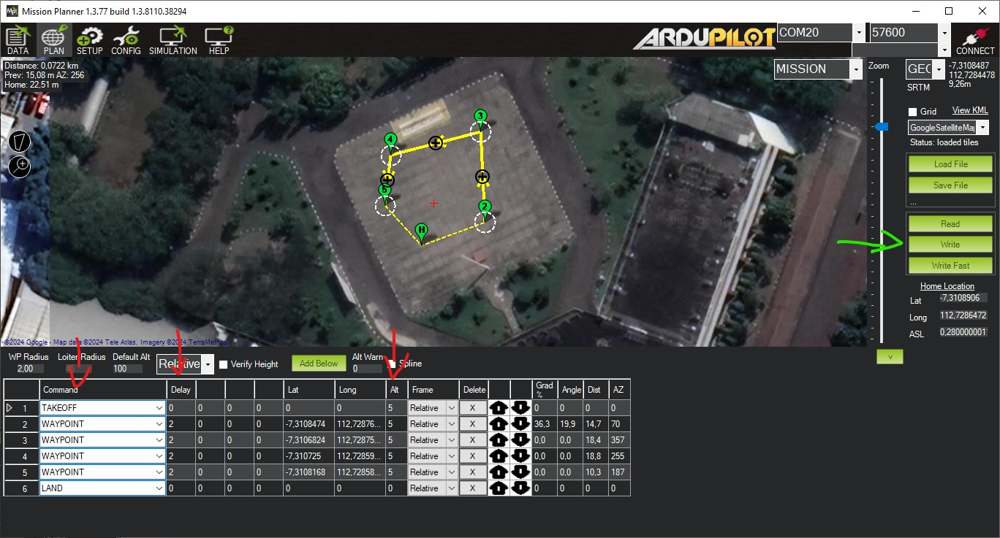 Mission Planner 1.3.77 build 1.3.8110.38294
DATA PLAN SETUP CONFIG SIMULATION HELP
ARDUPILOT
COM20 57600
CONNECT
Distance: 0,0722 km
Prev: 15,08 m AZ: 256
Home: 22,51 m
MISSION
Zoom
GEO
-7,3108487
112,7284478
9,26m
SRTM
Grid View KML
GoogleSatelliteMap
Status: loaded tiles
Load File
Save File
...
Read
Write
Write Fast
Home Location
Lat -7,3108906
Long 112,7286472
ASL 0,280000001
3
4
5
2
H
©2024 Google - Map data ©2024 Tele Atlas, Imagery ©2024 TerraMetrics
WP Radius Loiter Radius Default Alt
2,00 45 100
Relative Verify Height Add Below
Alt Warn
0
Spline
v
Command Delay Lat Long Alt Frame Delete Grad % Angle Dist AZ
1 TAKEOFF 0 0 0 0 0 0 5 Relative X 0 0 0 0
2 WAYPOINT 2 0 0 0 -7,3108474 112,72876... 5 Relative X 36,3 19,9 14,7 70
3 WAYPOINT 2 0 0 0 -7,3106824 112,72875... 5 Relative X 0,0 0,0 18,4 357
4 WAYPOINT 2 0 0 0 -7,310725 112,72859... 5 Relative X 0,0 0,0 18,8 255
5 WAYPOINT 2 0 0 0 -7,3108168 112,72858... 5 Relative X 0,0 0,0 10,3 187
6 LAND 0 0 0 0 0 0 0 Relative X 0 0 0 0